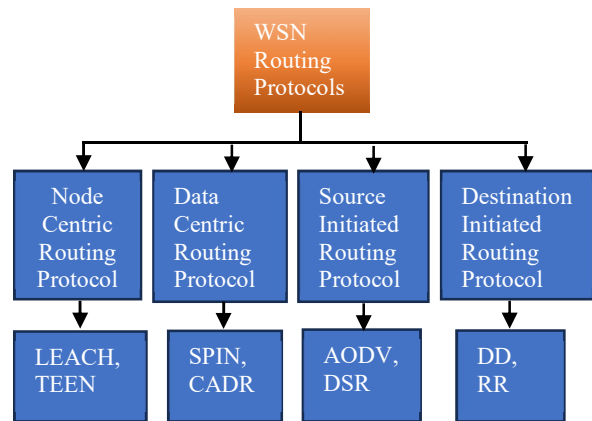 WSN
Routing
Protocols
Node
Centric
Routing
Protocol
Data
Centric
Routing
Protocol
Source
Initiated
Routing
Protocol
Destination
Initiated
Routing
Protocol
LEACH,
TEEN
SPIN,
CADR
AODV,
DSR
DD,
RR